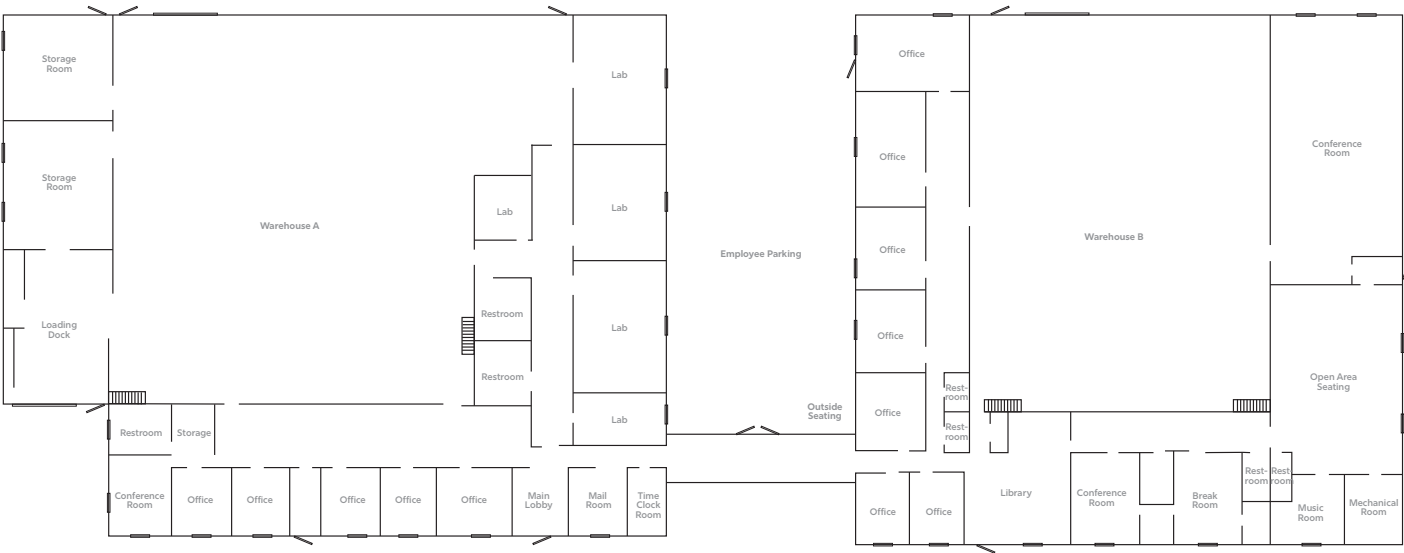 Storage
Room
Storage
Room
Loading
Dock
Warehouse A
Lab
Lab
Lab
Lab
Lab
Restroom
Restroom
Restroom
Storage
Conference
Room
Office
Office
Office
Office
Office
Main
Lobby
Mail
Room
Time
Clock
Room
Employee Parking
Outside
Seating
Office
Office
Office
Office
Office
Rest-
room
Rest-
room
Office
Office
Warehouse B
Conference
Room
Open Area
Seating
Library
Conference
Room
Break
Room
Rest-
room
Rest-
room
Music
Room
Mechanical
Room